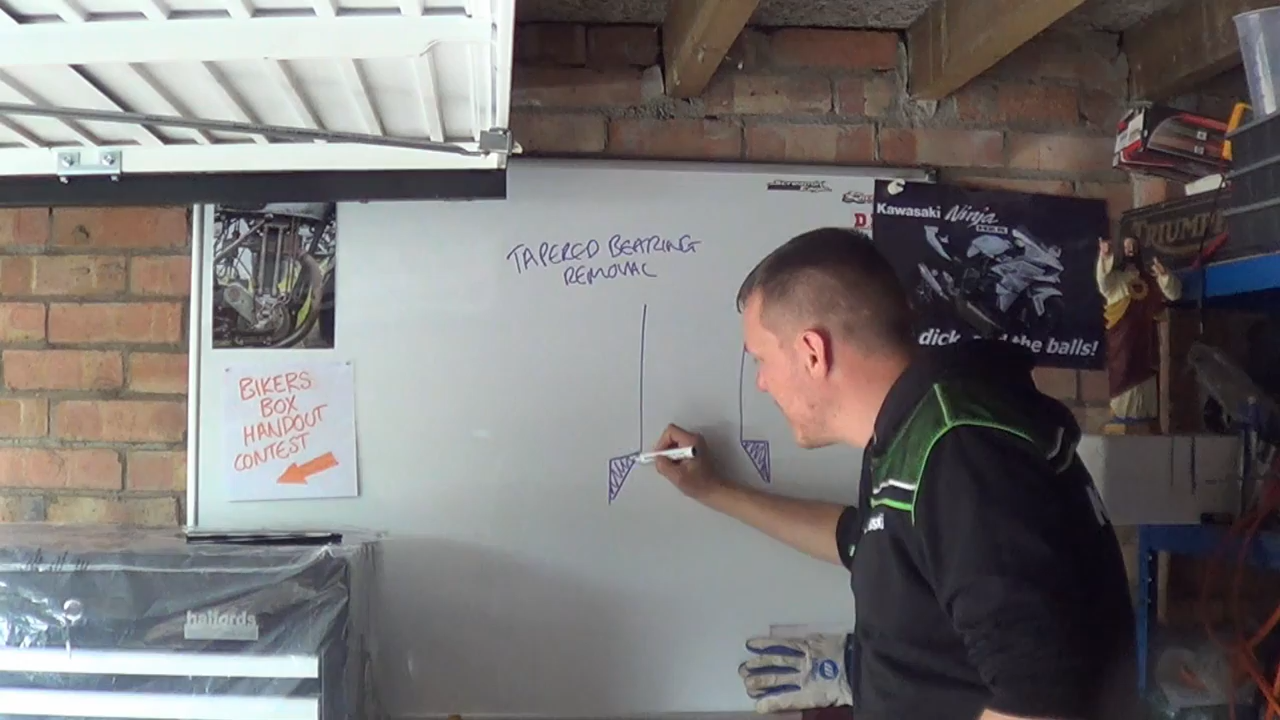 TAPERED BEARING
REMOVAL
BIKERS
BOX
HANDOUT
CONTEST
Kawasaki Ninja
the balls!
TRIUMPH
halfords